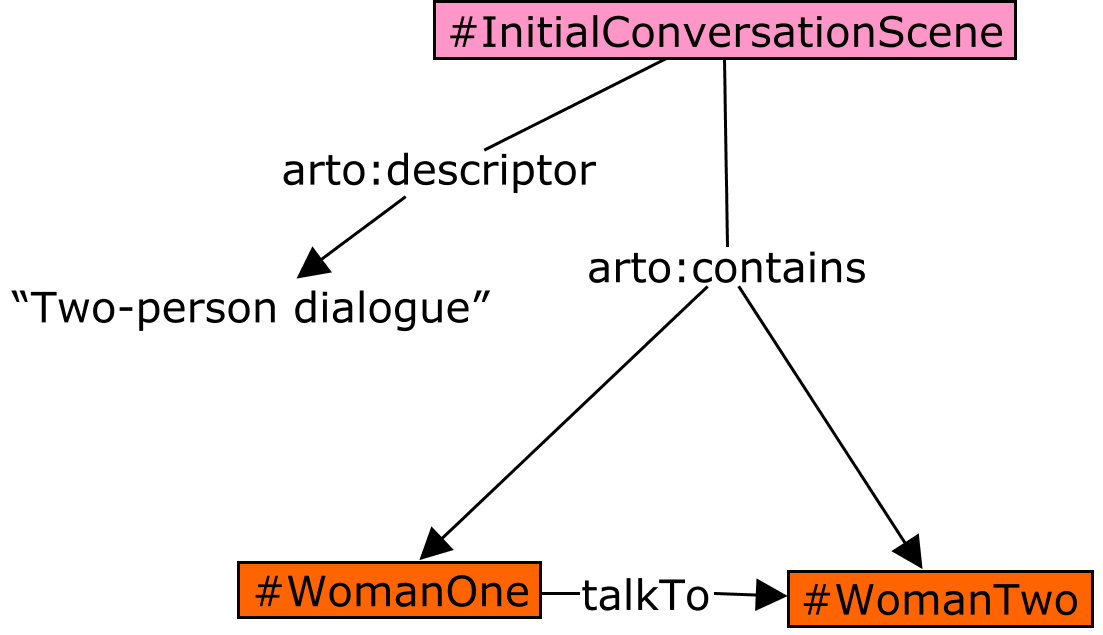 #InitialConversationScene
arto:descriptor
arto:contains
“Two-person dialogue”
#WomanOne
talkTo
#WomanTwo